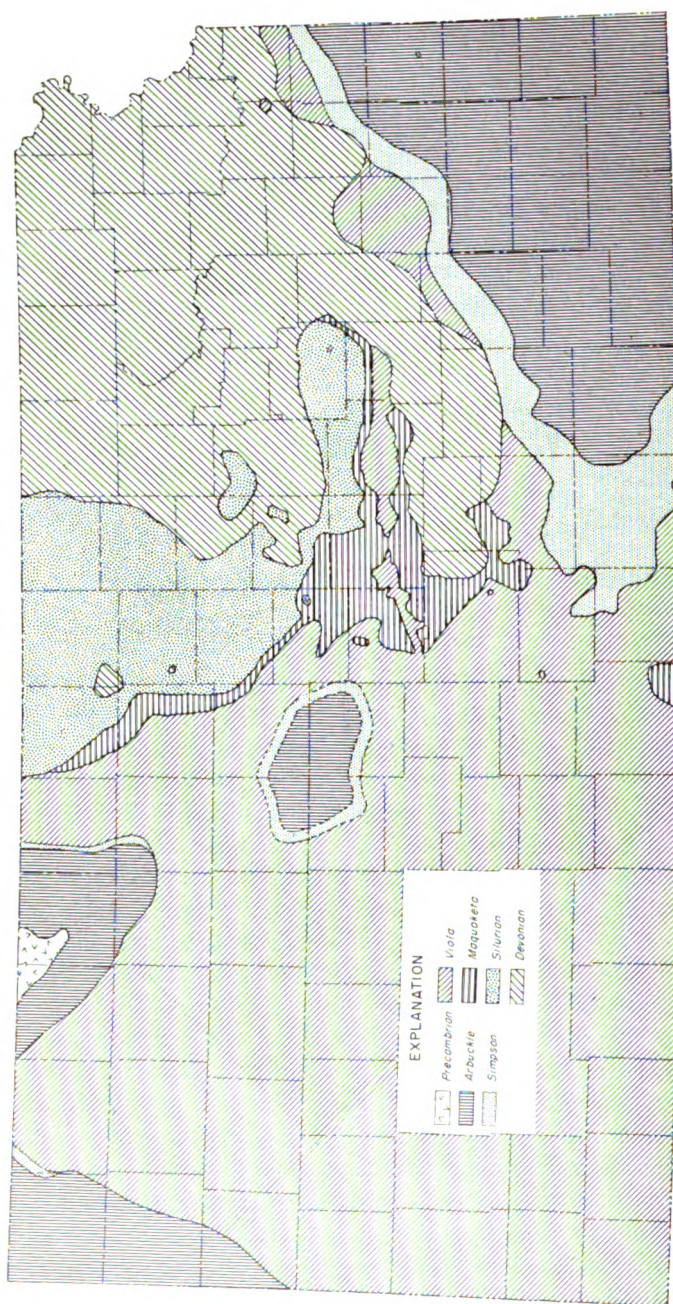 EXPLANATION
Precambrian
Arbuckle
Simpson
Viola
Maquoketa
Silurian
Devonian